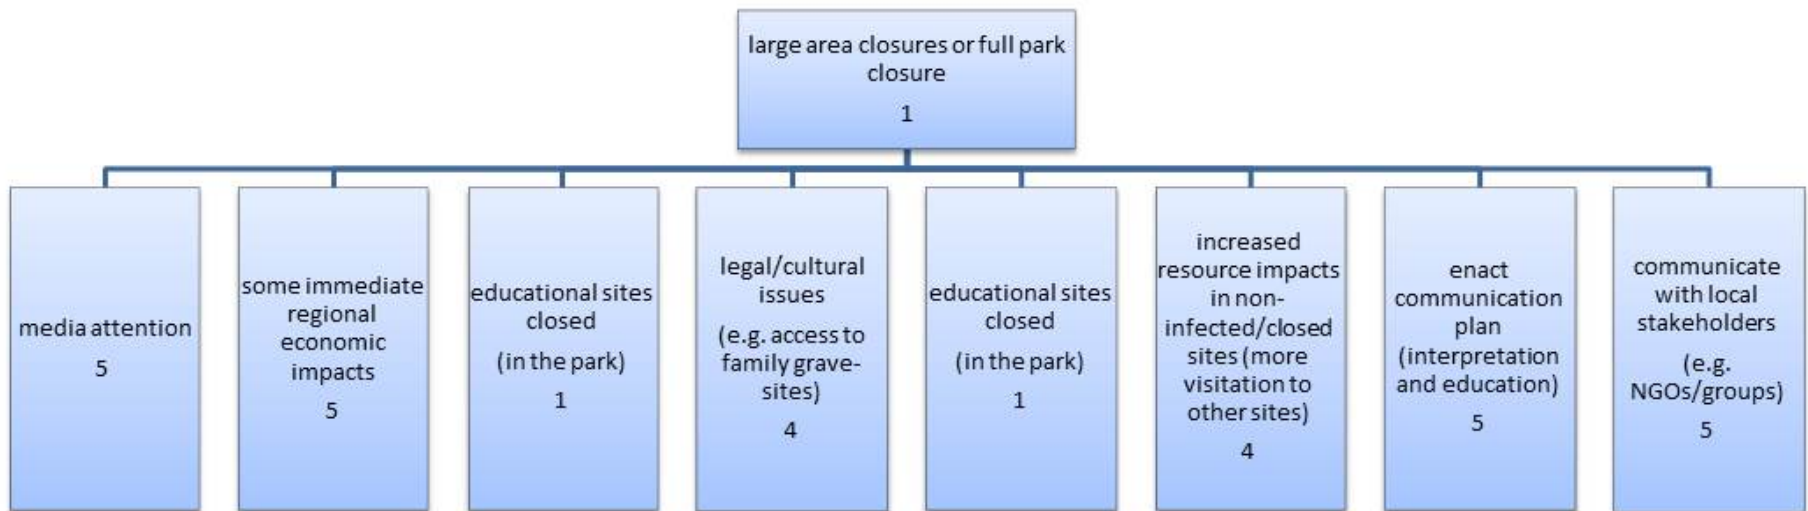 large area closures or full park
closure
1
media attention
5
some immediate
regional
economic
impacts
5
educational sites
closed
(in the park)
1
legal/cultural
issues
(e.g. access to
family grave-
sites)
4
educational sites
closed
(in the park)
1
increased
resource impacts
in non-
infected/closed
sites (more
visitation to
other sites)
4
enact
communication
plan
(interpretation
and education)
5
communicate
with local
stakeholders
(e.g.
NGOs/groups)
5